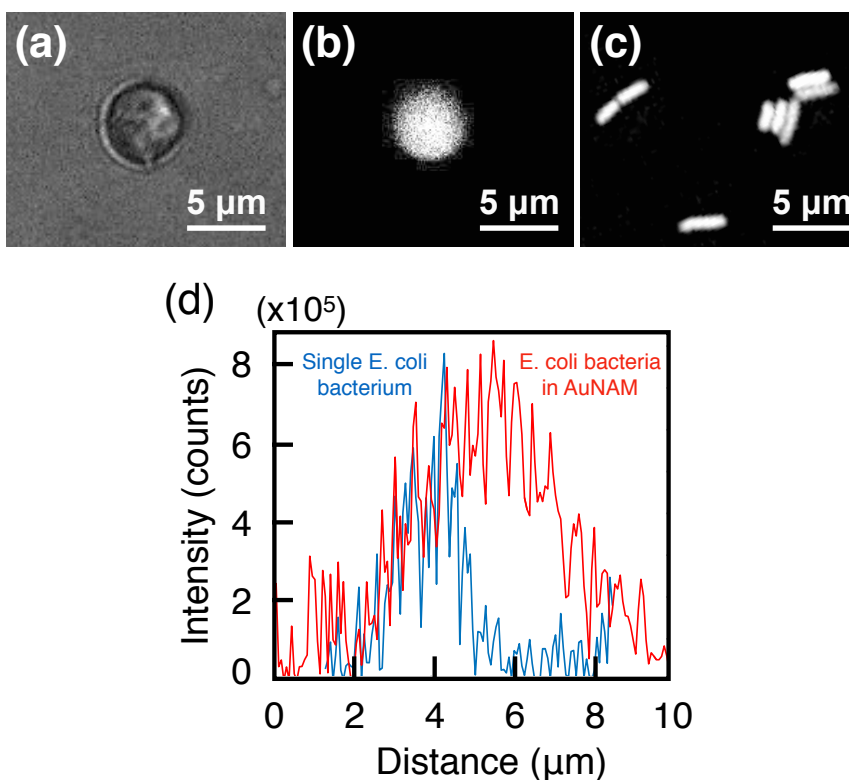 (a)
5 µm
(b)
5 µm
(c)
5 µm
(d)
(x10⁵)
Single E. coli
bacterium
E. coli bacteria
in AuNAM
8
6
4
2
0
Intensity (counts)
0 2 4 6 8 10
Distance (µm)